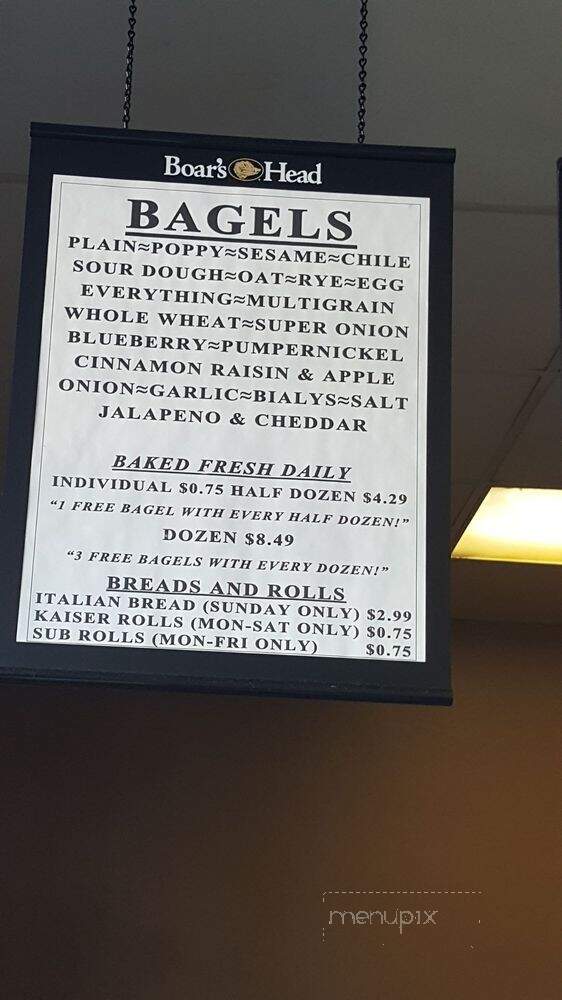 Boar's Head
BAGELS
PLAIN≈POPPY≈SESAME≈CHILE
SOUR DOUGH≈OAT≈RYE≈EGG
EVERYTHING≈MULTIGRAIN
WHOLE WHEAT≈SUPER ONION
BLUEBERRY≈PUMPERNICKEL
CINNAMON RAISIN & APPLE
ONION≈GARLIC≈BIALYS≈SALT
JALAPENO & CHEDDAR
BAKED FRESH DAILY
INDIVIDUAL $0.75 HALF DOZEN $4.29
"1 FREE BAGEL WITH EVERY HALF DOZEN!"
DOZEN $8.49
"3 FREE BAGELS WITH EVERY DOZEN!"
BREADS AND ROLLS
ITALIAN BREAD (SUNDAY ONLY) $2.99
KAISER ROLLS (MON-SAT ONLY) $0.75
SUB ROLLS (MON-FRI ONLY) $0.75
menupix